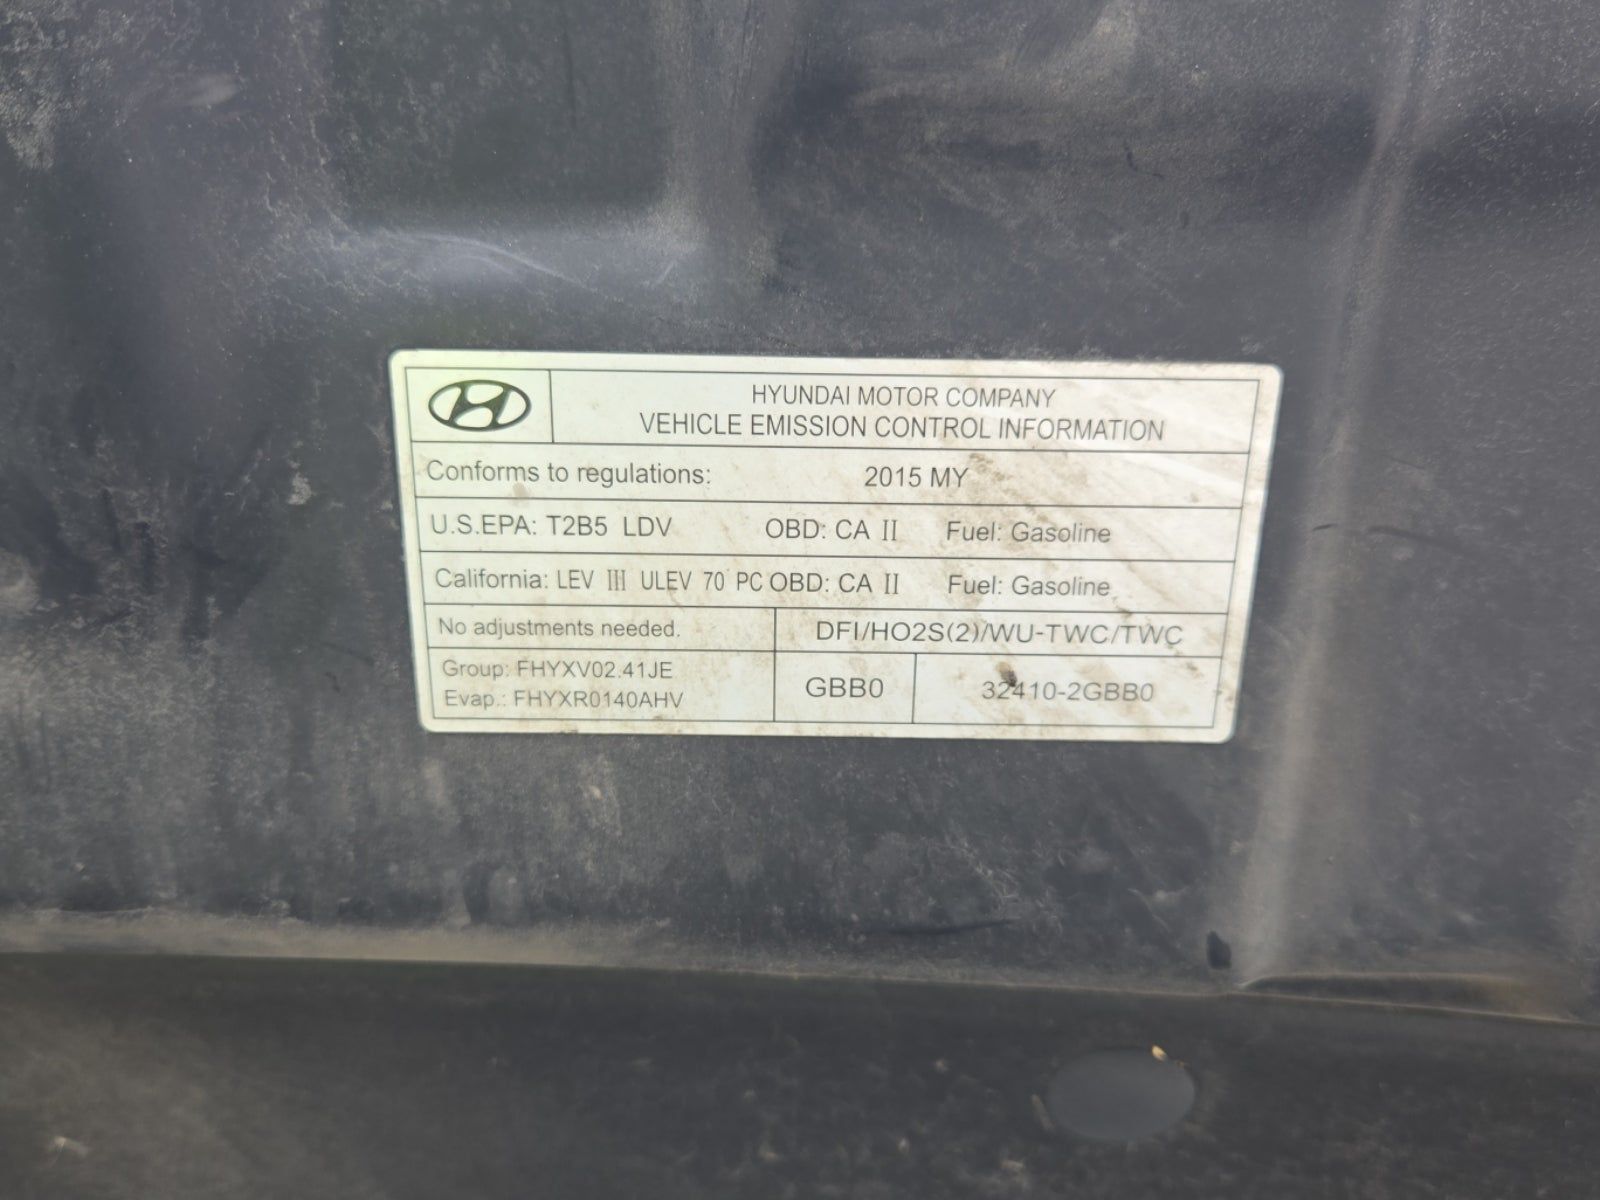 HYUNDAI MOTOR COMPANY
VEHICLE EMISSION CONTROL INFORMATION
Conforms to regulations: 2015 MY
U.S.EPA: T2B5 LDV OBD: CA II Fuel: Gasoline
California: LEV III ULEV 70 PC OBD: CA II Fuel: Gasoline
No adjustments needed. DFI/HO2S(2)/WU-TWC/TWC
Group: FHYXV02.41JE
Evap.: FHYXR0140AHV
GBB0 32410-2GBB0